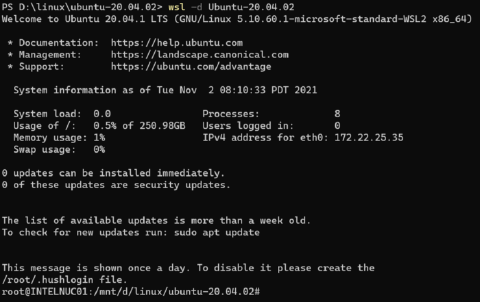 PS D:\linux\ubuntu-20.04.02> wsl -d Ubuntu-20.04.02
Welcome to Ubuntu 20.04.1 LTS (GNU/Linux 5.10.60.1-microsoft-standard-WSL2 x86_64)
* Documentation:  https://help.ubuntu.com
* Management:     https://landscape.canonical.com
* Support:        https://ubuntu.com/advantage
System information as of Tue Nov  2 08:10:33 PDT 2021
System load:  0.0                Processes:              8
Usage of /:   0.5% of 250.98GB   Users logged in:        0
Memory usage: 1%                 IPv4 address for eth0: 172.22.25.35
Swap usage:   0%
0 updates can be installed immediately.
0 of these updates are security updates.
The list of available updates is more than a week old.
To check for new updates run: sudo apt update
This message is shown once a day. To disable it please create the
/root/.hushlogin file.
root@INTELNUC01:/mnt/d/linux/ubuntu-20.04.02#